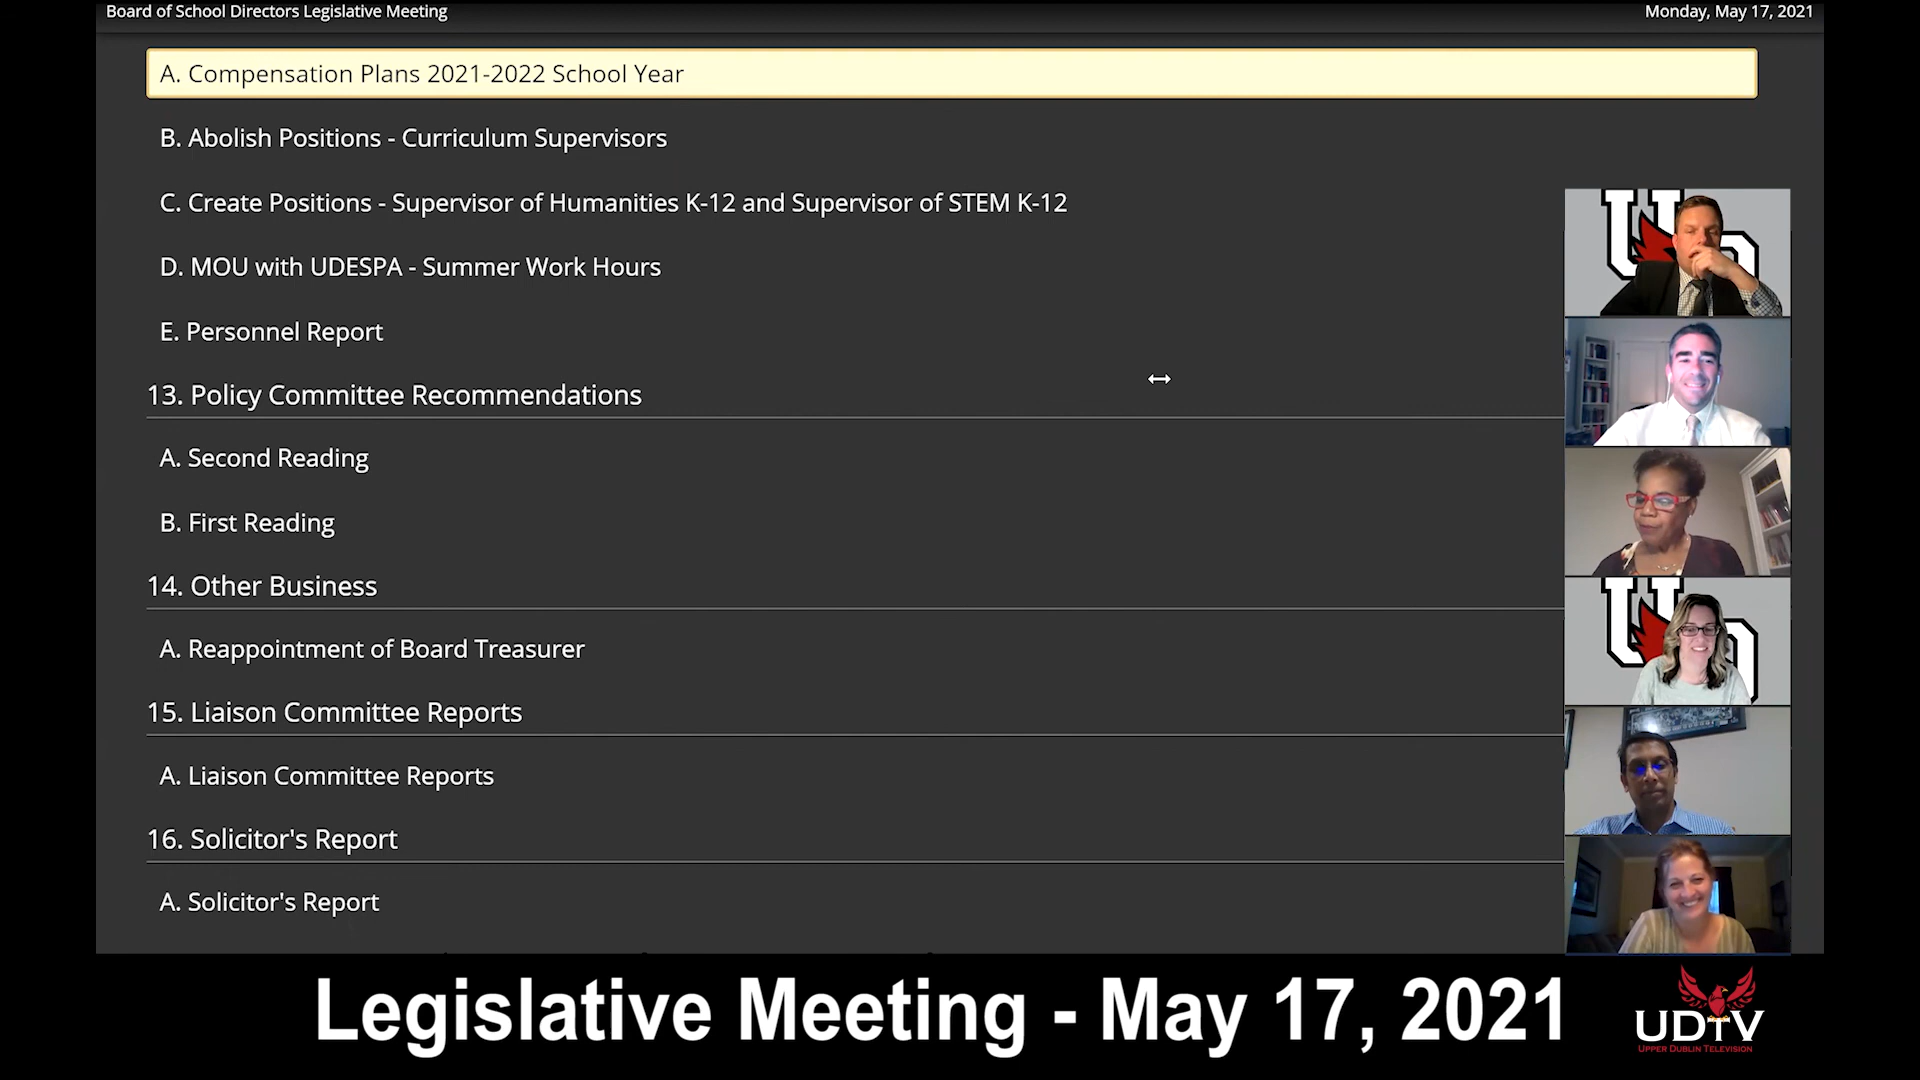 Board of School Directors Legislative Meeting
Monday, May 17, 2021
A. Compensation Plans 2021-2022 School Year
B. Abolish Positions - Curriculum Supervisors
C. Create Positions - Supervisor of Humanities K-12 and Supervisor of STEM K-12
D. MOU with UDESPA - Summer Work Hours
E. Personnel Report
13. Policy Committee Recommendations
A. Second Reading
B. First Reading
14. Other Business
A. Reappointment of Board Treasurer
15. Liaison Committee Reports
A. Liaison Committee Reports
16. Solicitor's Report
A. Solicitor's Report
Legislative Meeting - May 17, 2021
UDTV
UPPER DUBLIN TELEVISION